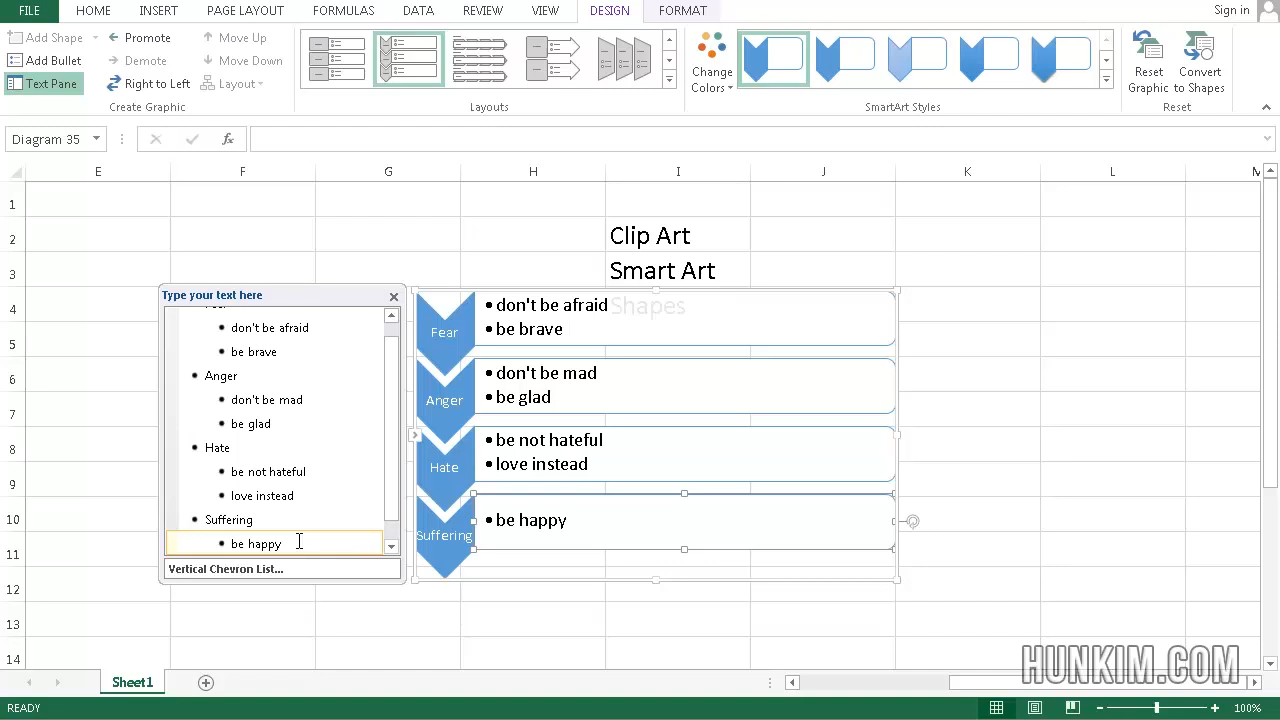 FILE HOME INSERT PAGE LAYOUT FORMULAS DATA REVIEW VIEW DESIGN FORMAT Sign in
Add Shape Promote Move Up
Add Bullet Demote Move Down
Text Pane Right to Left Layout
Create Graphic
Layouts
Change
Colors
SmartArt Styles
Reset Convert
Graphic to Shapes
Reset
Diagram 35 fx
E F G H I J K L M
1
2 Clip Art
3 Smart Art
4 Shapes
5
6
7
8
9
10
11
12
13
14
Type your text here
don't be afraid
be brave
Anger
don't be mad
be glad
Hate
be not hateful
love instead
Suffering
be happy
Vertical Chevron List...
Fear
• don't be afraid
• be brave
Anger
• don't be mad
• be glad
Hate
• be not hateful
• love instead
Suffering
• be happy
HUNKIM.COM
Sheet1
READY 100%